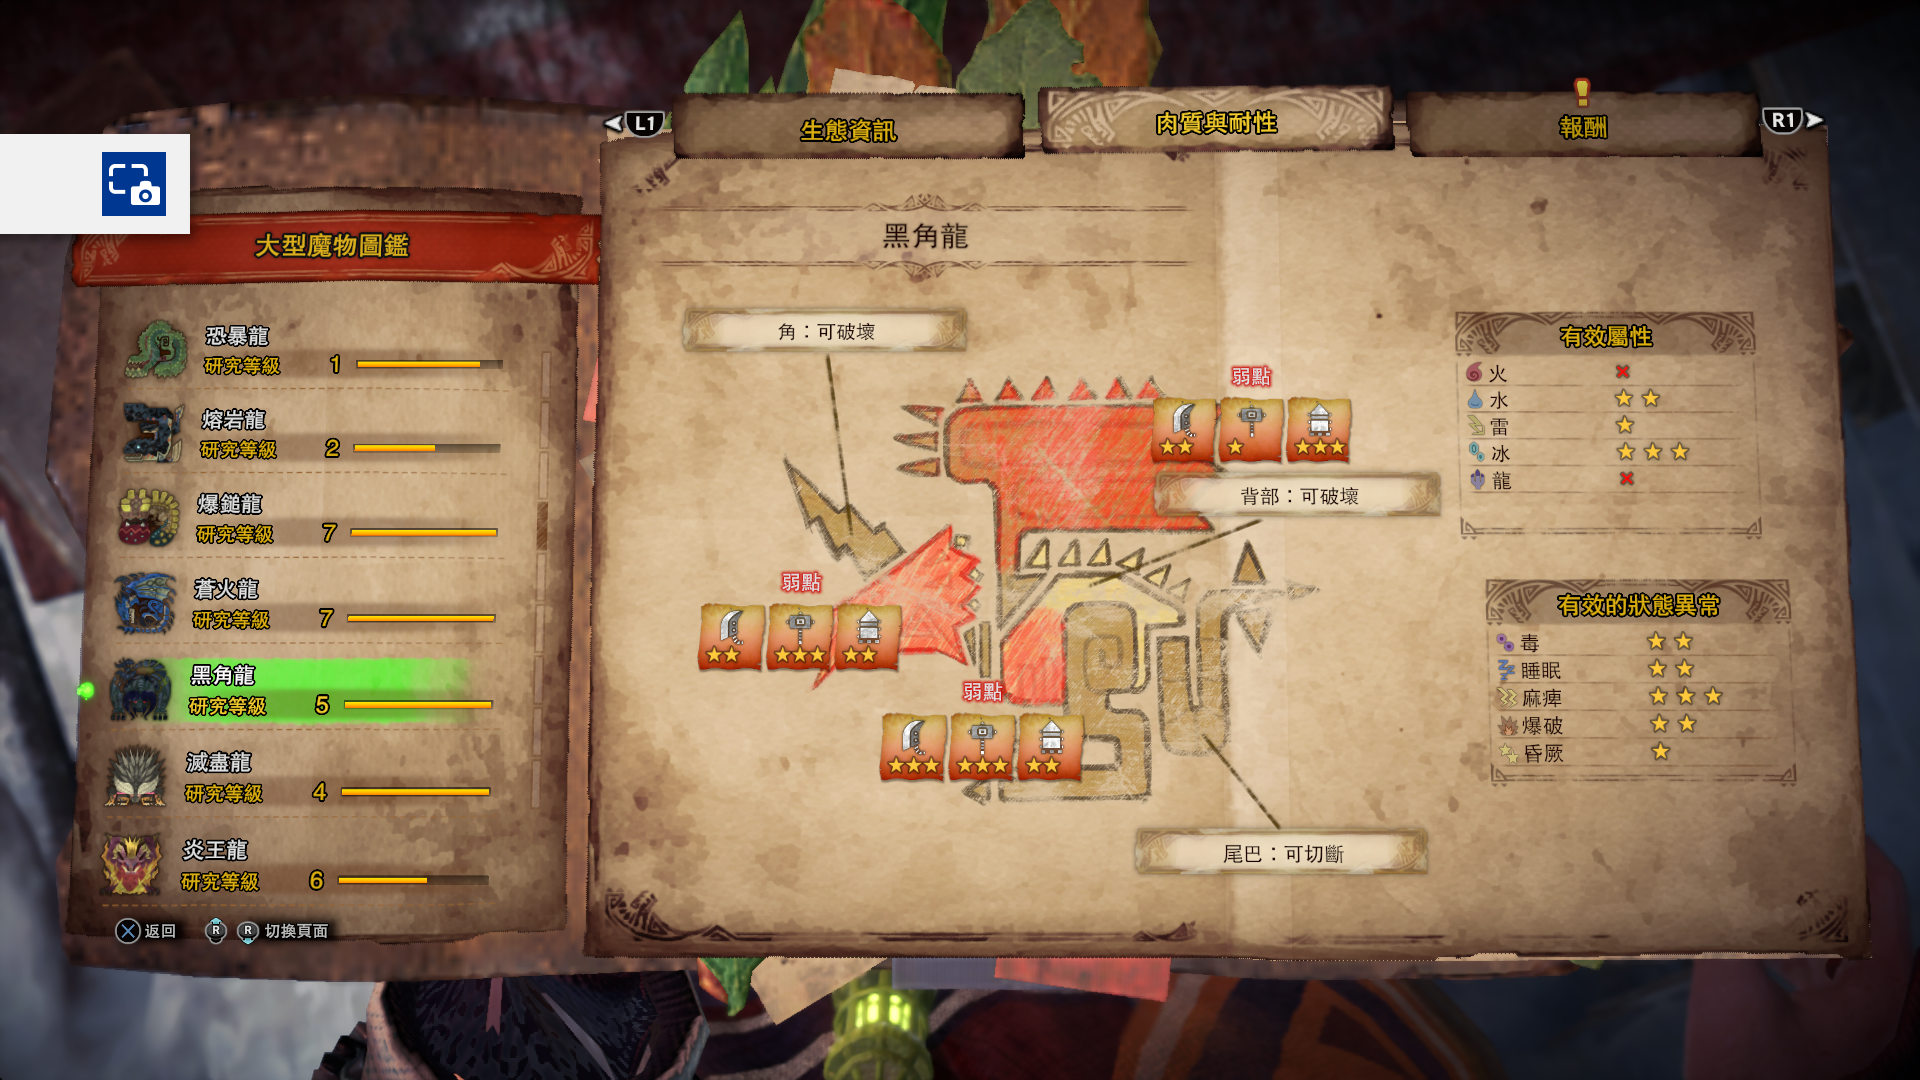 L1
生態資訊
肉質與耐性
報酬
R1
大型魔物圖鑑
恐暴龍
研究等級 1
熔岩龍
研究等級 2
爆鎚龍
研究等級 7
蒼火龍
研究等級 7
黑角龍
研究等級 5
滅盡龍
研究等級 4
炎王龍
研究等級 6
返回 R R 切換頁面
黑角龍
角：可破壞
弱點
背部：可破壞
弱點
弱點
尾巴：可切斷
有效屬性
火
水
雷
冰
龍
有效的狀態異常
毒
睡眠
麻痺
爆破
昏厥